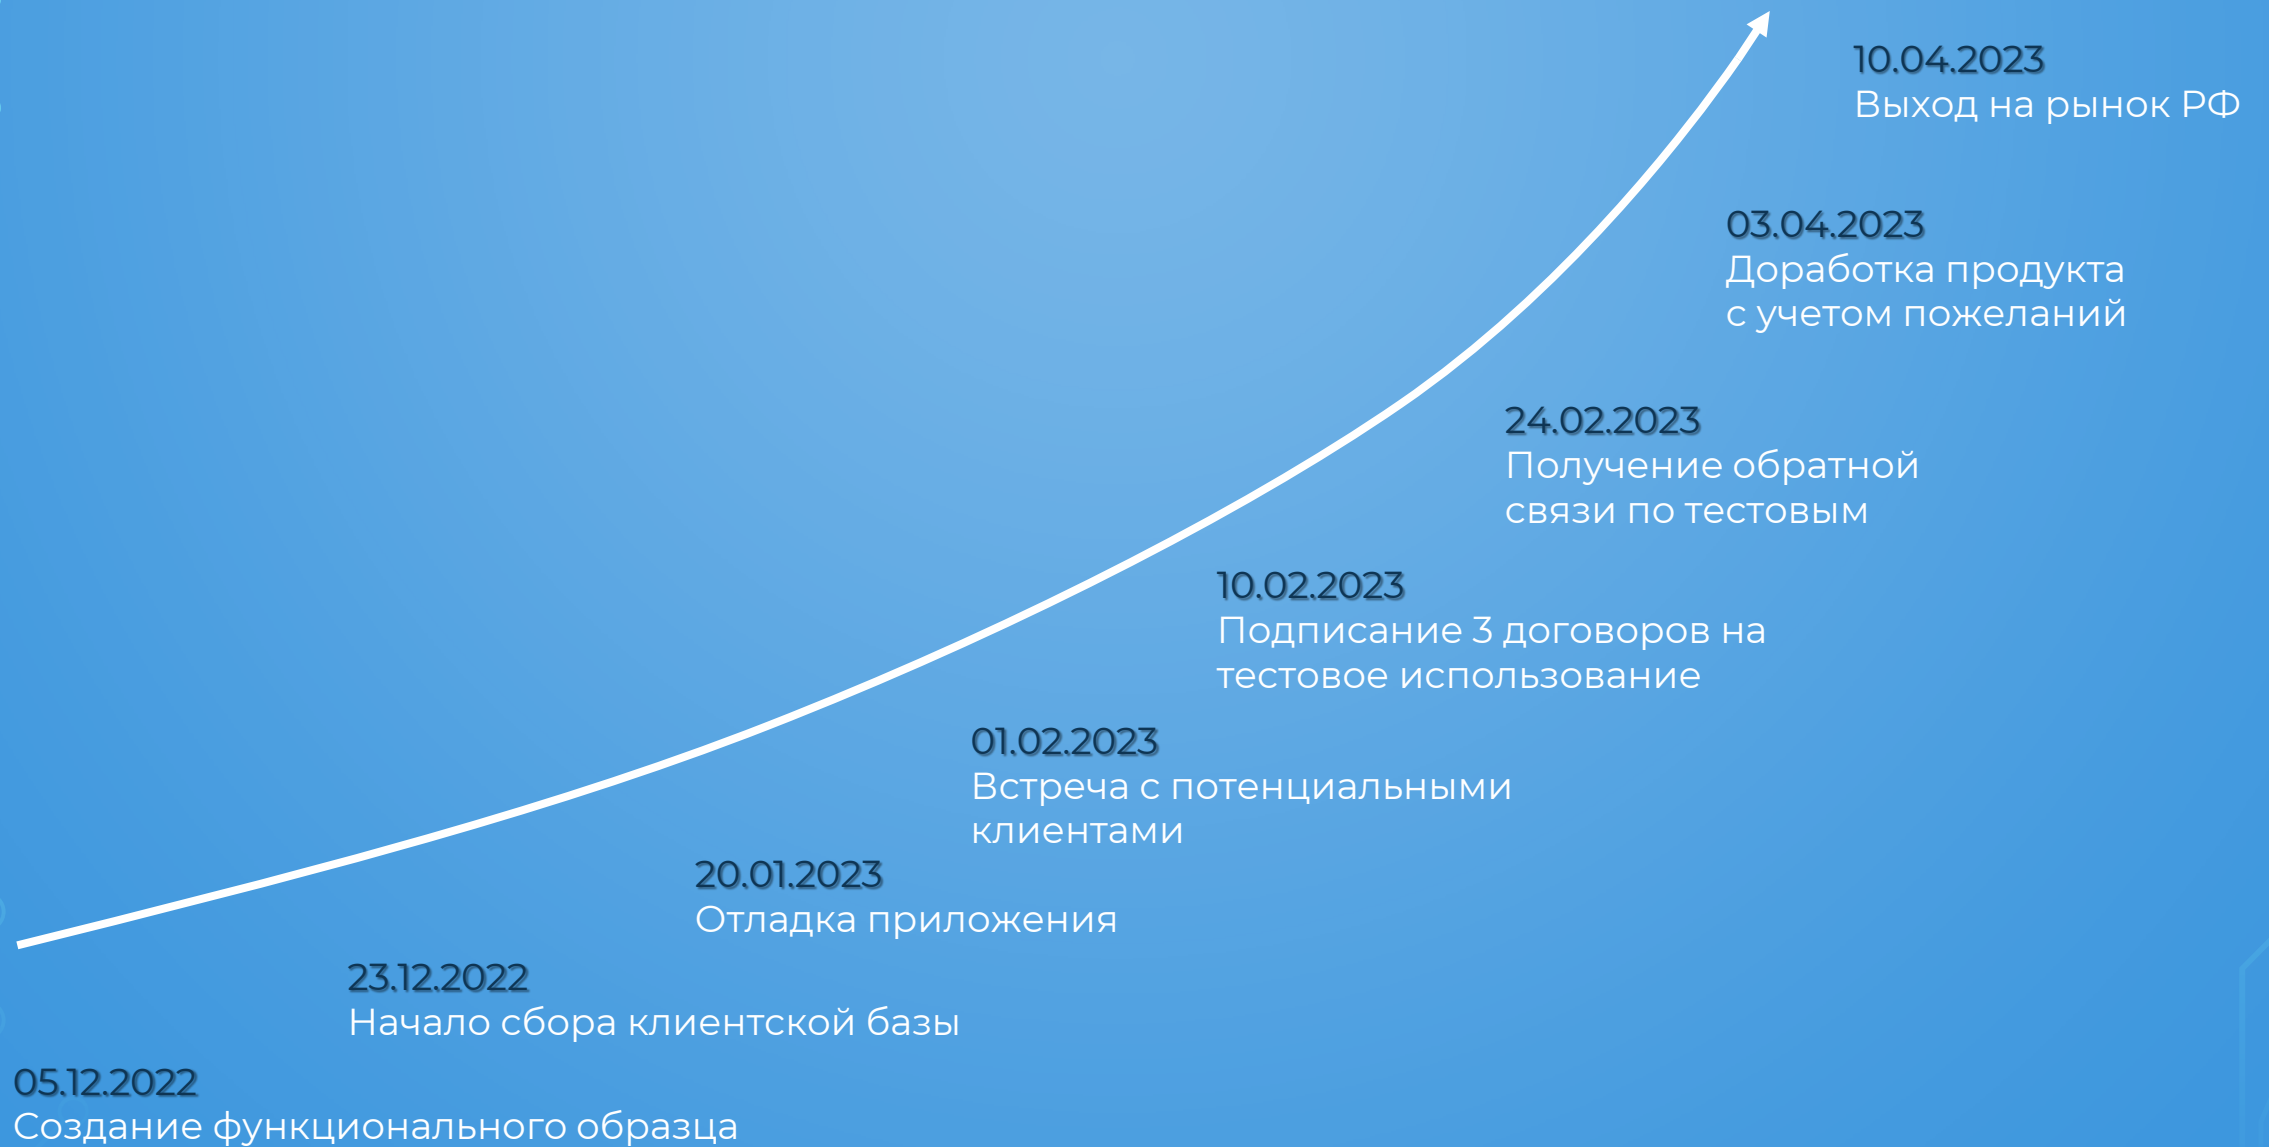 10.04.2023
Выход на рынок РФ
03.04.2023
Доработка продукта
с учетом пожеланий
24.02.2023
Получение обратной
связи по тестовым
10.02.2023
Подписание 3 договоров на
тестовое использование
01.02.2023
Встреча с потенциальными
клиентами
20.01.2023
Отладка приложения
23.12.2022
Начало сбора клиентской базы
05.12.2022
Создание функционального образца